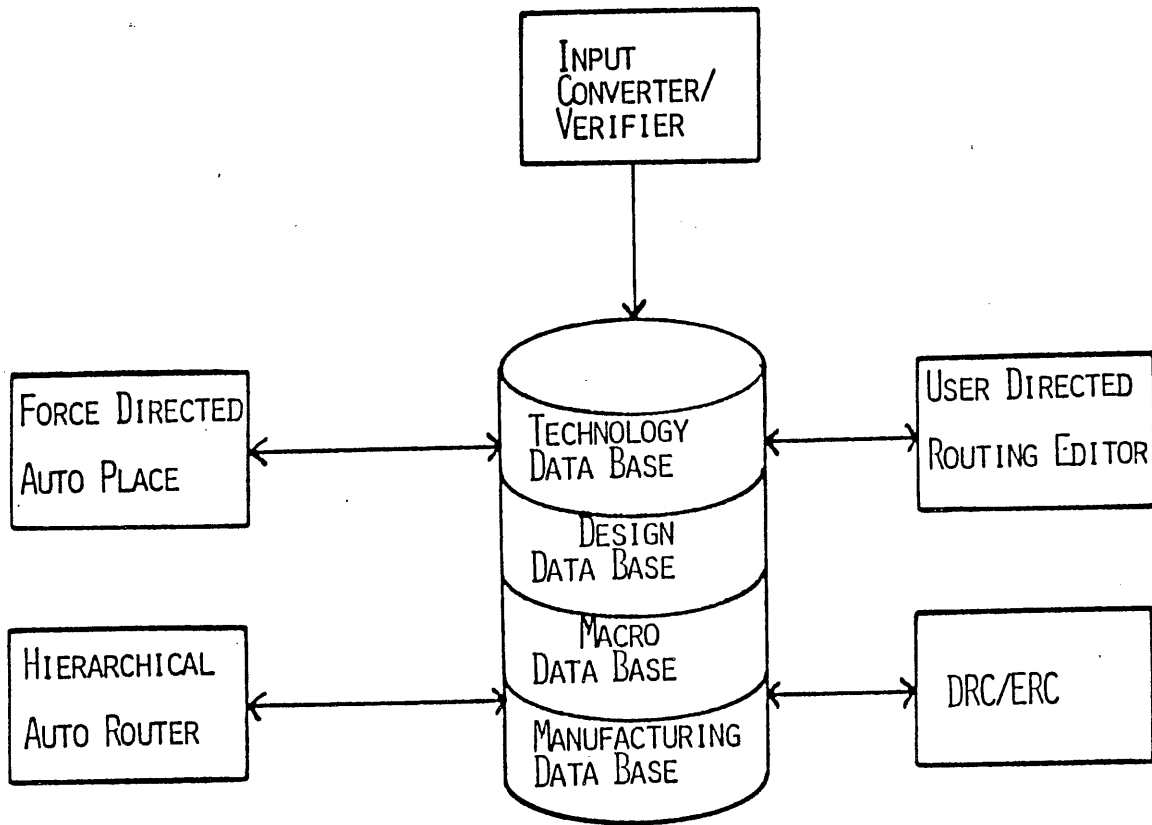 INPUT
CONVERTER/
VERIFIER
FORCE DIRECTED
AUTO PLACE
TECHNOLOGY
DATA BASE
USER DIRECTED
ROUTING EDITOR
DESIGN
DATA BASE
MACRO
DATA BASE
HIERARCHICAL
AUTO ROUTER
DRC/ERC
MANUFACTURING
DATA BASE